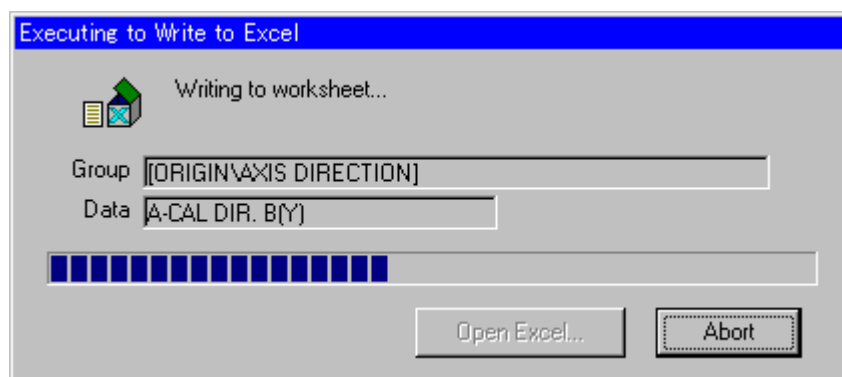 Executing to Write to Excel
Writing to worksheet...
Group [ORIGIN\AXIS DIRECTION]
Data A-CAL DIR. B(Y)
Open Excel... Abort